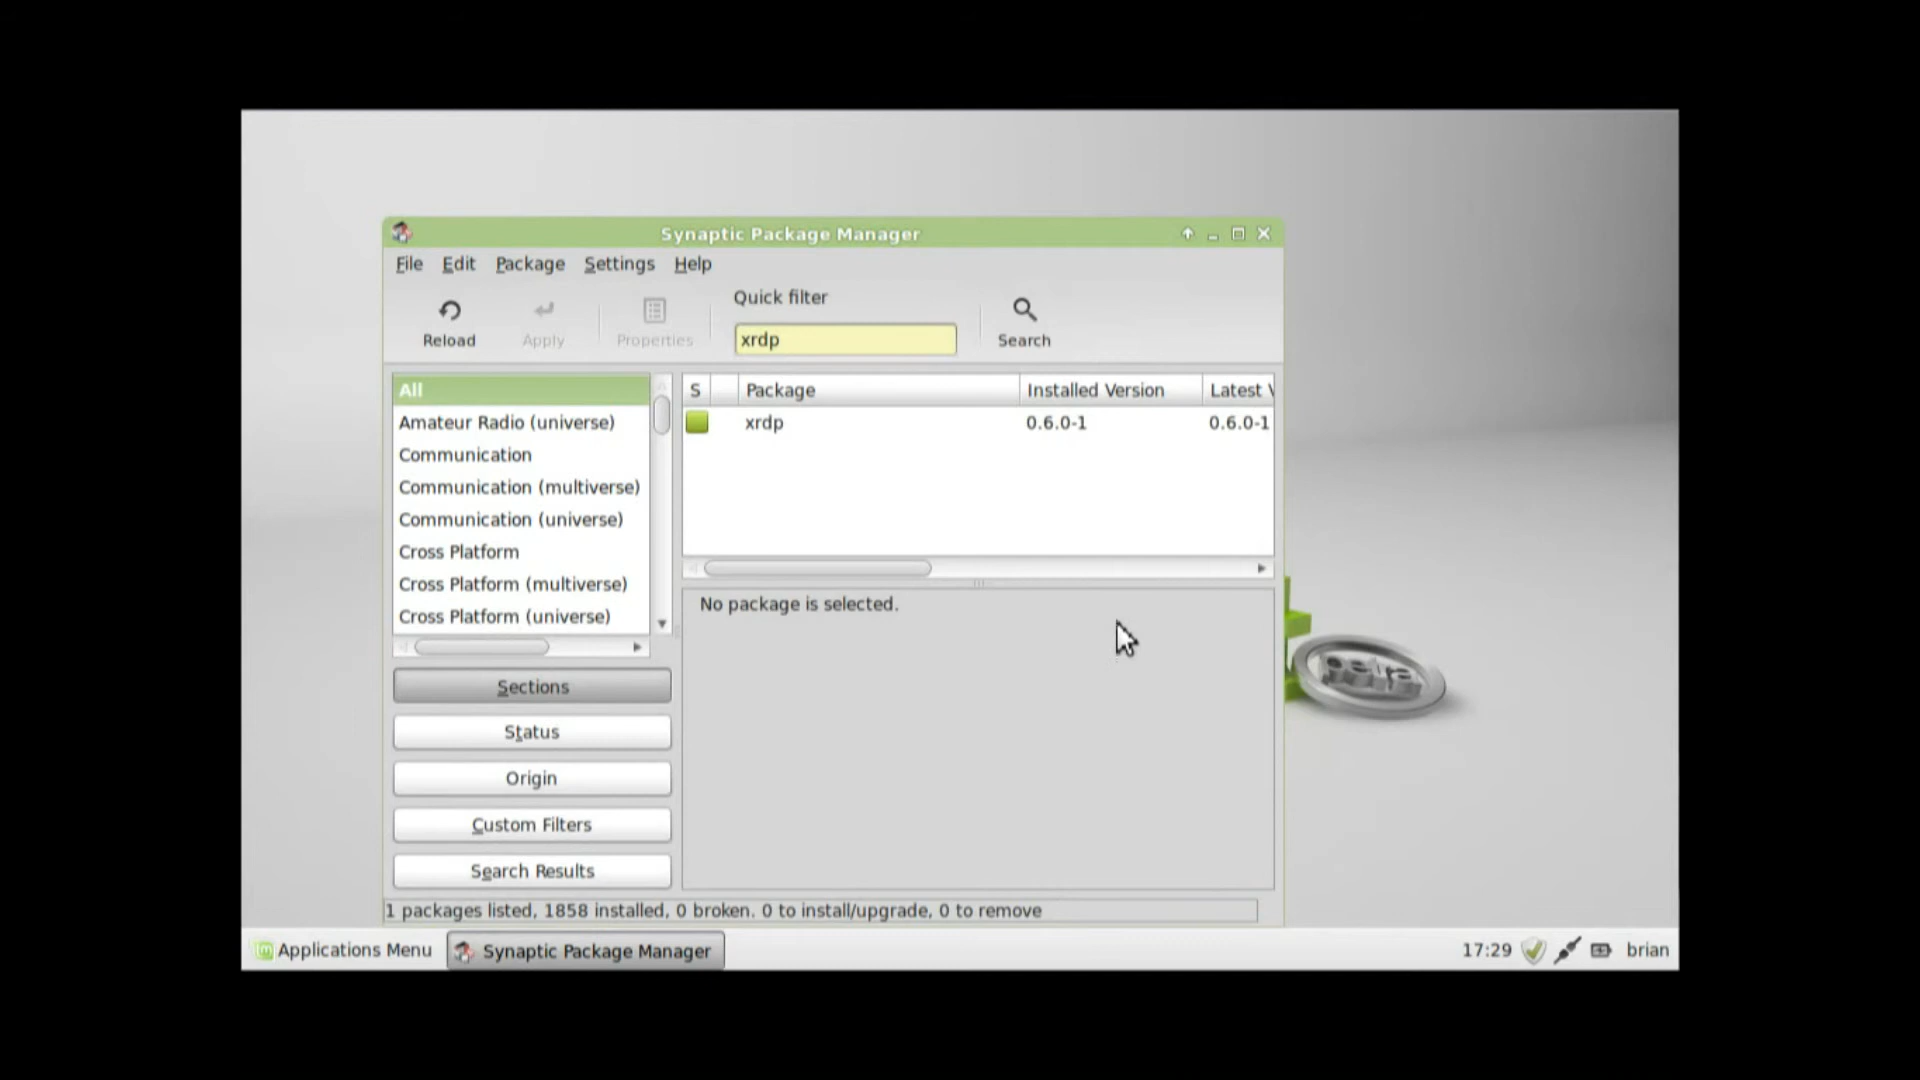 Synaptic Package Manager
File Edit Package Settings Help
Reload Apply Properties Quick filter xrdp Search
All
Amateur Radio (universe)
Communication
Communication (multiverse)
Communication (universe)
Cross Platform
Cross Platform (multiverse)
Cross Platform (universe)
Sections
Status
Origin
Custom Filters
Search Results
S Package Installed Version Latest V
xrdp 0.6.0-1 0.6.0-1
No package is selected.
1 packages listed, 1858 installed, 0 broken. 0 to install/upgrade, 0 to remove
petra
Applications Menu Synaptic Package Manager 17:29 brian